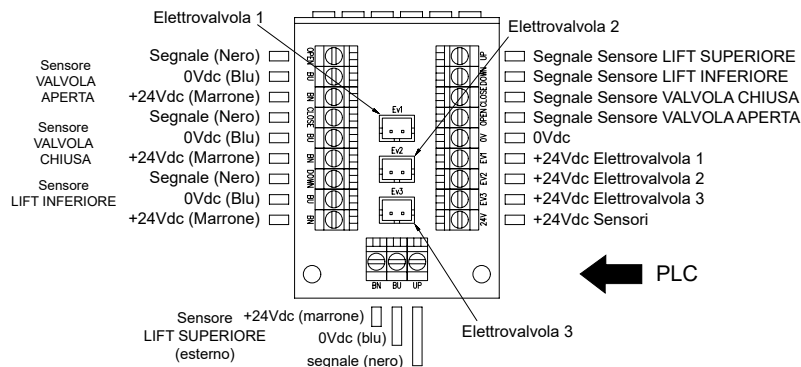 Elettrovalvola 1
Elettrovalvola 2
Sensore
VALVOLA
APERTA
Segnale (Nero)
0Vdc (Blu)
+24Vdc (Marrone)
Sensore
VALVOLA
CHIUSA
Segnale (Nero)
0Vdc (Blu)
+24Vdc (Marrone)
Sensore
LIFT INFERIORE
Segnale (Nero)
0Vdc (Blu)
+24Vdc (Marrone)
OPEN
BU
BN
CLOSE
BU
BN
DOWN
BU
BN
Ev1
Ev2
Ev3
UP
DOWN
CLOSE
OPEN
0V
EV1
EV2
EV3
24V
Segnale Sensore LIFT SUPERIORE
Segnale Sensore LIFT INFERIORE
Segnale Sensore VALVOLA CHIUSA
Segnale Sensore VALVOLA APERTA
0Vdc
+24Vdc Elettrovalvola 1
+24Vdc Elettrovalvola 2
+24Vdc Elettrovalvola 3
+24Vdc Sensori
PLC
BN BU UP
Sensore
LIFT SUPERIORE
(esterno)
+24Vdc (marrone)
0Vdc (blu)
segnale (nero)
Elettrovalvola 3